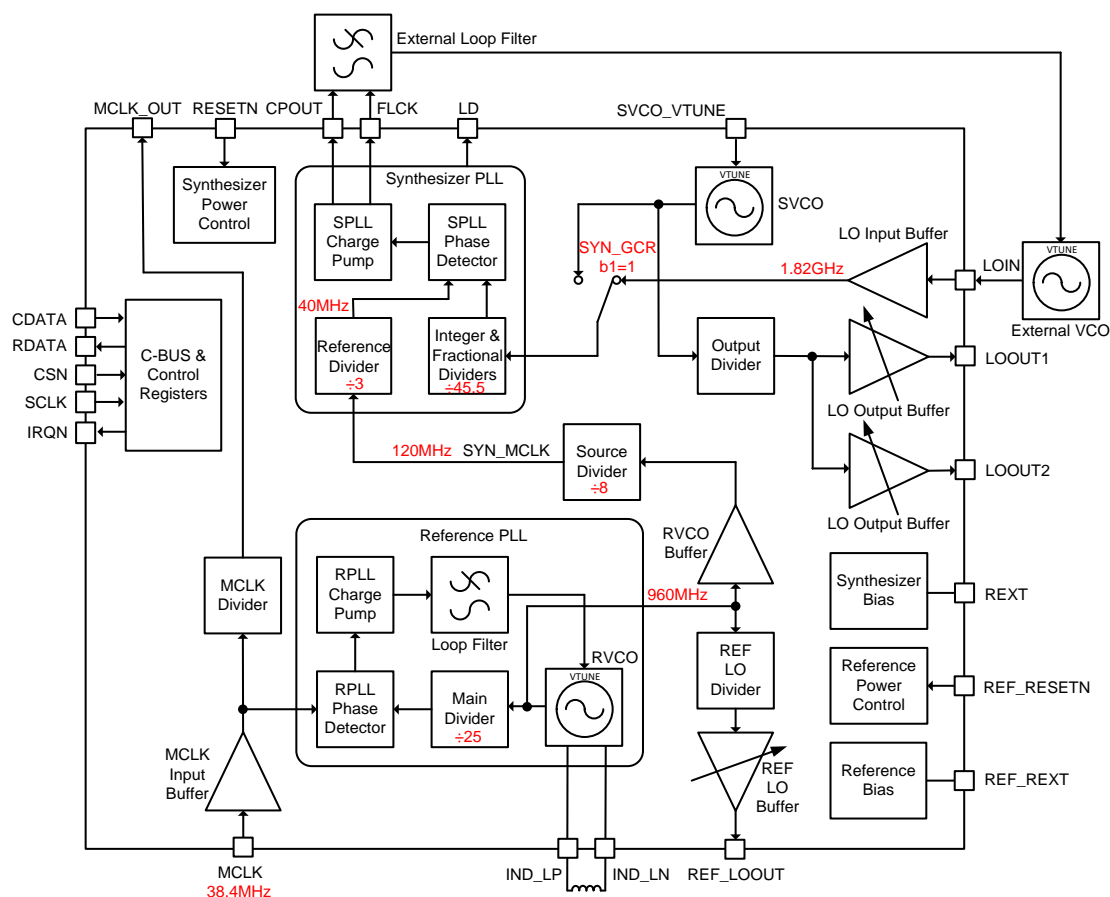 External Loop Filter
MCLK_OUT
RESETN
CPOUT
FLCK
LD
SVCO_VTUNE
Synthesizer
Power
Control
Synthesizer PLL
SPLL
Charge
Pump
SPLL
Phase
Detector
VTUNE
SVCO
SYN_GCR
b1=1
LO Input Buffer
1.82GHz
LOIN
VTUNE
External VCO
40MHz
Reference
Divider
÷3
Integer &
Fractional
Dividers
÷45.5
Output
Divider
LOOUT1
LO Output Buffer
CDATA
RDATA
CSN
SCLK
IRQN
C-BUS &
Control
Registers
120MHz
SYN_MCLK
Source
Divider
÷8
LOOUT2
LO Output Buffer
Reference PLL
RVCO
Buffer
MCLK
Divider
RPLL
Charge
Pump
Loop Filter
960MHz
Synthesizer
Bias
REXT
RVCO
VTUNE
REF
LO
Divider
RPLL
Phase
Detector
Main
Divider
÷25
Reference
Power
Control
REF_RESETN
MCLK
Input
Buffer
REF
LO
Buffer
Reference
Bias
REF_REXT
MCLK
38.4MHz
IND_LP
IND_LN
REF_LOOUT